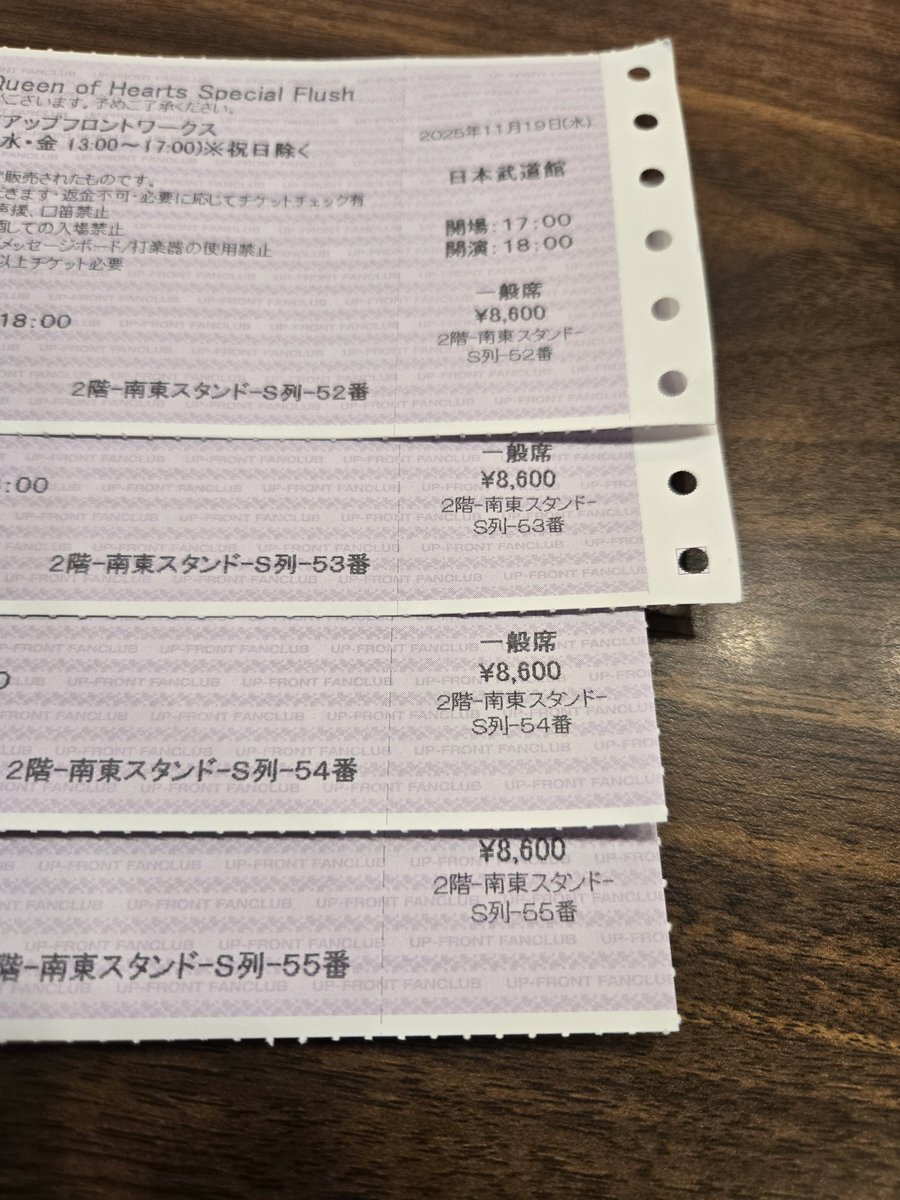 Queen of Hearts Special Flush
ございます。予めご了承ください。
アップフロントワークス
水・金 13:00～17:00)※祝日除く
販売されたものです。
きます・返金不可・必要に応じてチケットチェック有
口笛禁止
しての入場禁止
メッセージボード/打楽器の使用禁止
以上チケット必要
18:00
2階-南東スタンド-S列-52番
2025年11月19日(水)
日本武道館
開場:17:00
開演:18:00
一般席
¥8,600
2階-南東スタンド-
S列-52番
:00
2階-南東スタンド-S列-53番
一般席
¥8,600
2階-南東スタンド-
S列-53番
0
2階-南東スタンド-S列-54番
一般席
¥8,600
2階-南東スタンド-
S列-54番
階-南東スタンド-S列-55番
¥8,600
2階-南東スタンド-
S列-55番
UP-FRONT FANCLUB